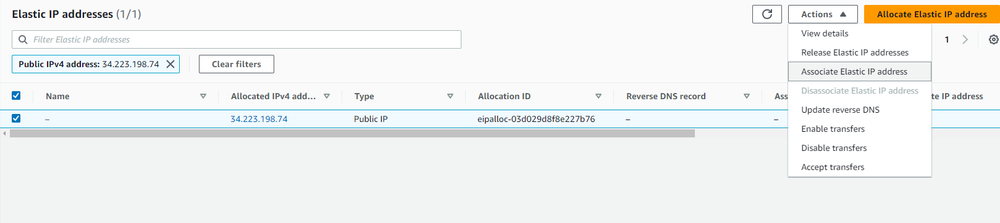 Elastic IP addresses (1/1)
Actions
Allocate Elastic IP address
Filter Elastic IP addresses
1
Public IPv4 address: 34.223.198.74
Clear filters
View details
Release Elastic IP addresses
Associate Elastic IP address
Disassociate Elastic IP address
Update reverse DNS
Enable transfers
Disable transfers
Accept transfers
Name
Allocated IPv4 add...
Type
Allocation ID
Reverse DNS record
Ass
te IP address
–
34.223.198.74
Public IP
eipalloc-03d029d8f8e227b76
–
–